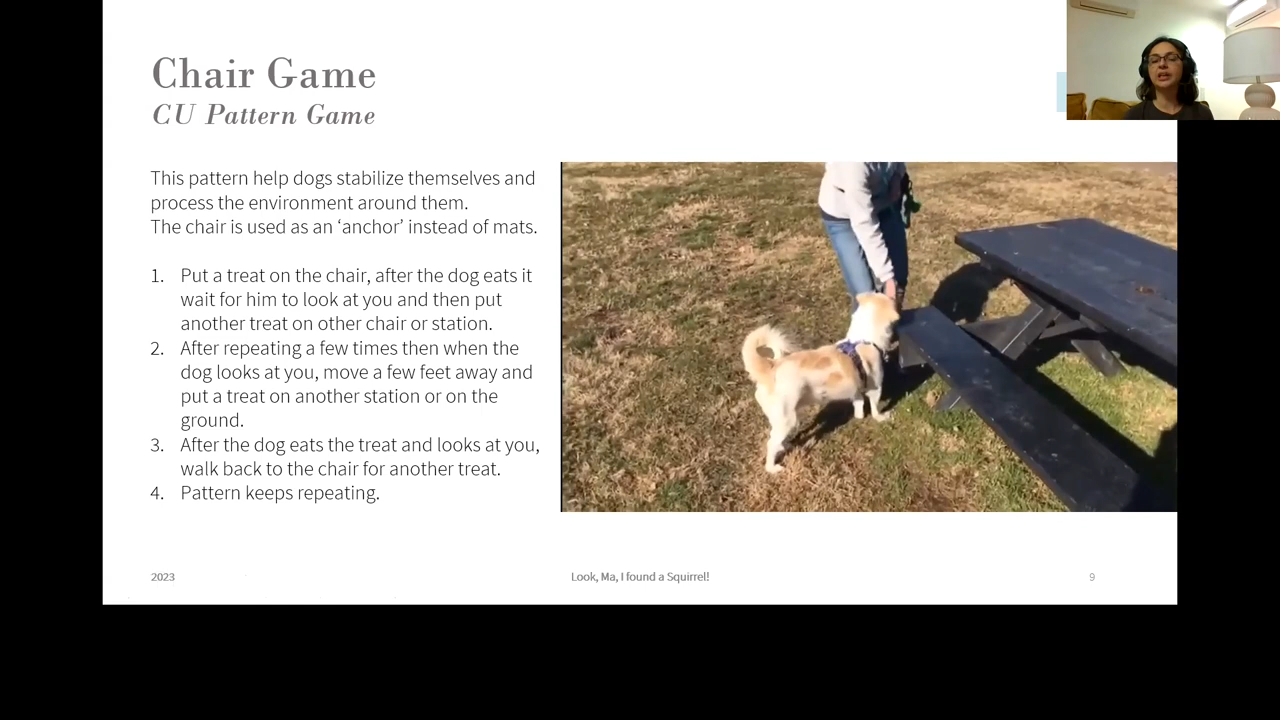 Chair Game
CU Pattern Game
This pattern help dogs stabilize themselves and
process the environment around them.
The chair is used as an ‘anchor’ instead of mats.
1. Put a treat on the chair, after the dog eats it
wait for him to look at you and then put
another treat on other chair or station.
2. After repeating a few times then when the
dog looks at you, move a few feet away and
put a treat on another station or on the
ground.
3. After the dog eats the treat and looks at you,
walk back to the chair for another treat.
4. Pattern keeps repeating.
2023
Look, Ma, I found a Squirrel!
9